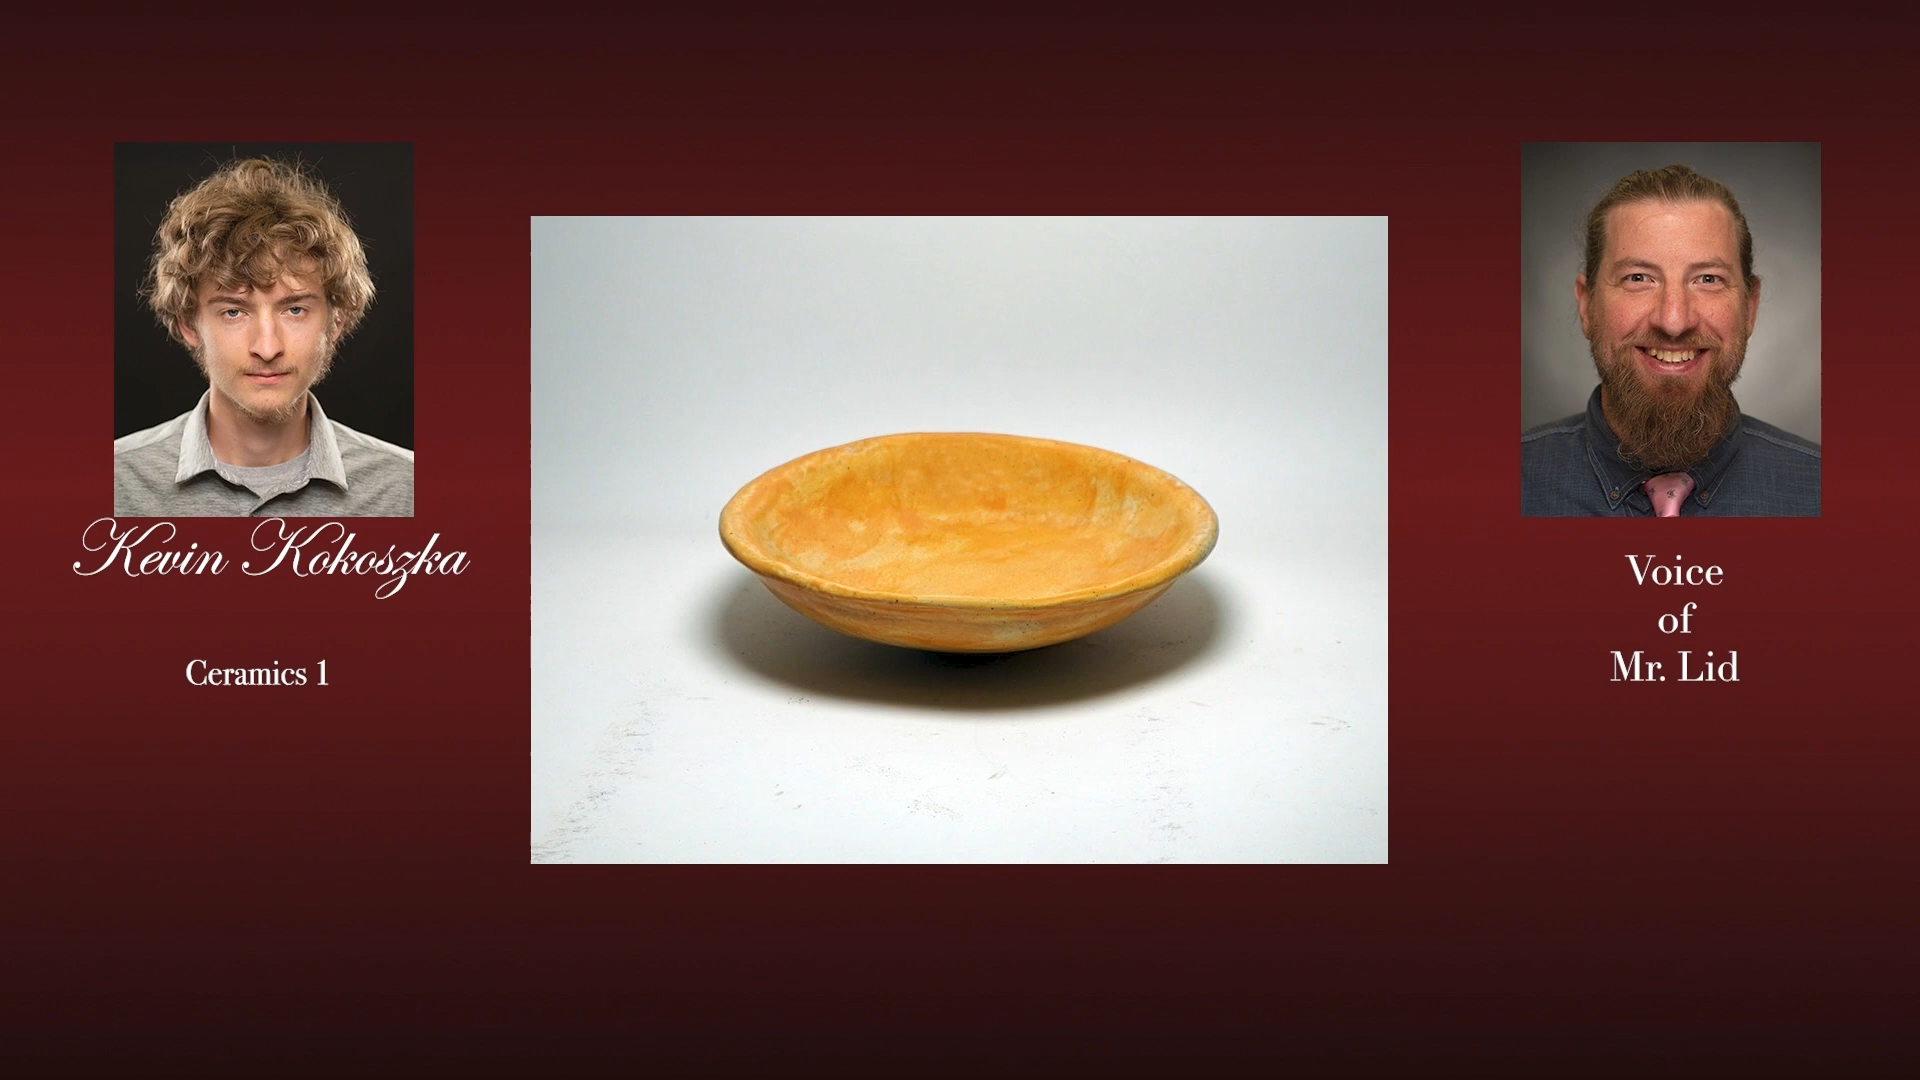 Kevin Kokoszka
Ceramics 1
Voice
of
Mr. Lid